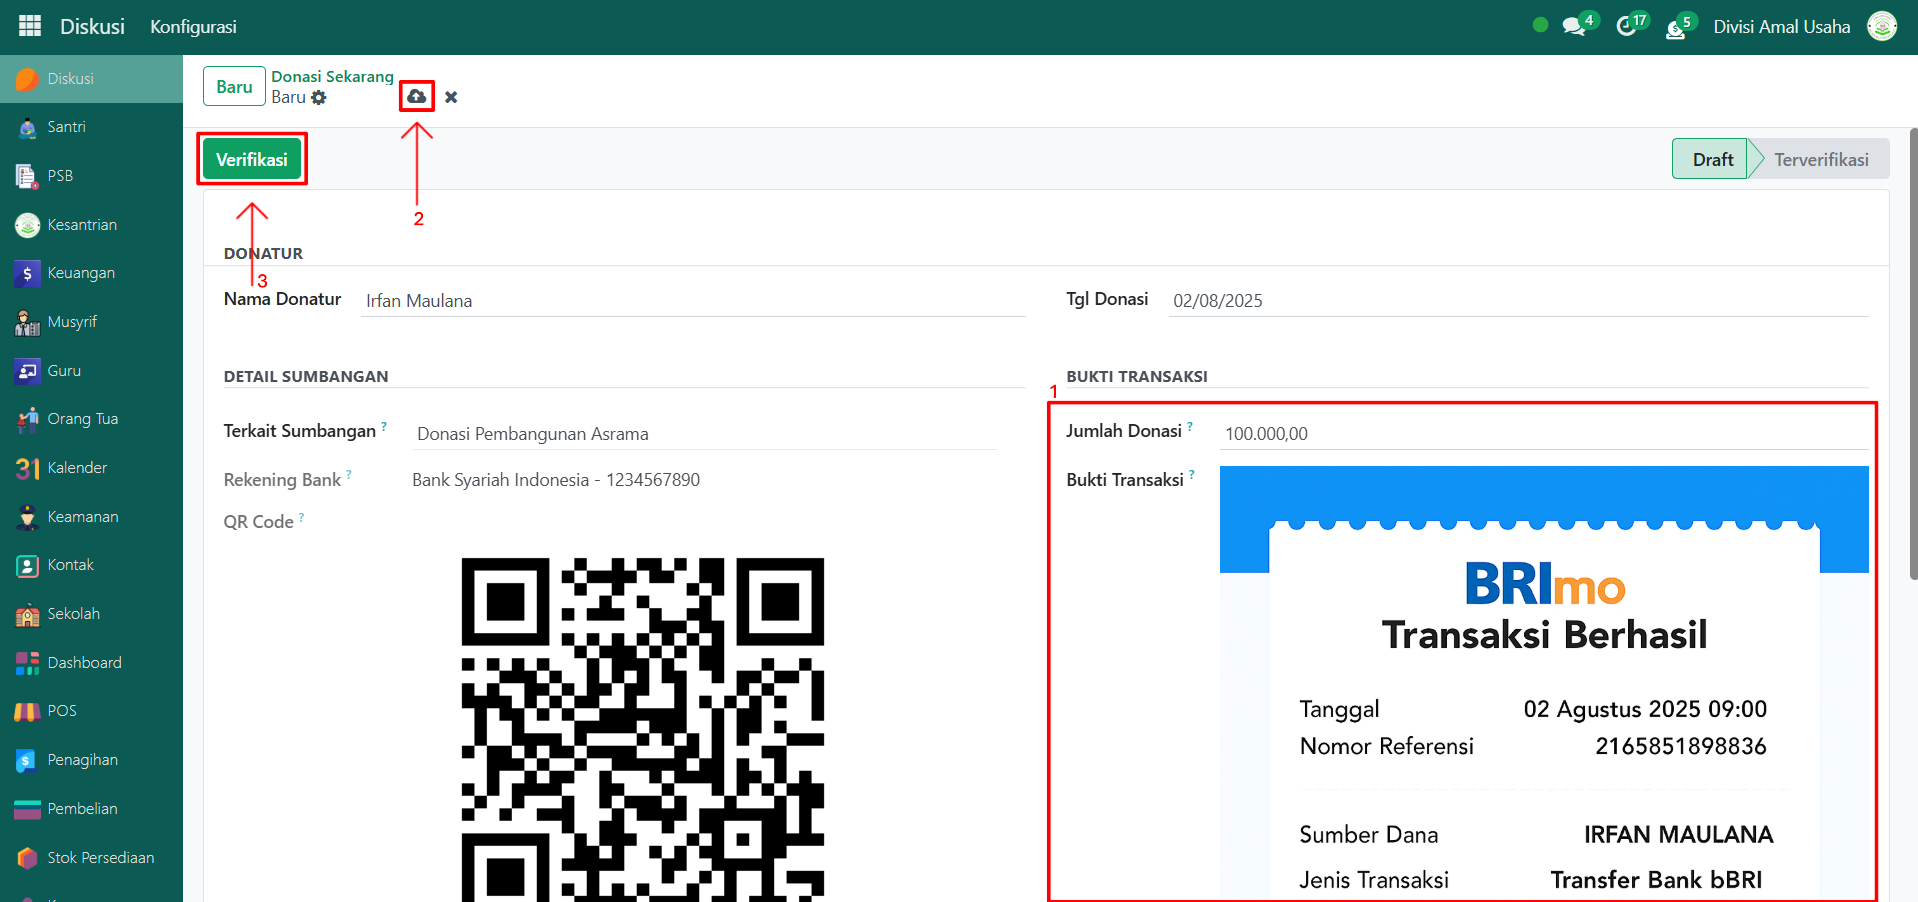 Diskusi Konfigurasi 4 17 5 Divisi Amal Usaha
Diskusi
Santri
PSB
Kesantrian
Keuangan
Musyrif
Guru
Orang Tua
31 Kalender
Keamanan
Kontak
Sekolah
Dashboard
POS
Penagihan
Pembelian
Stok Persediaan
Baru
Donasi Sekarang
Baru
Verifikasi
2
3
Draft
Terverifikasi
DONATUR
Nama Donatur Irfan Maulana
Tgl Donasi 02/08/2025
DETAIL SUMBANGAN
Terkait Sumbangan ? Donasi Pembangunan Asrama
Rekening Bank ? Bank Syariah Indonesia - 1234567890
QR Code ?
BUKTI TRANSAKSI
1
Jumlah Donasi ? 100.000,00
Bukti Transaksi ?
BRImo
Transaksi Berhasil
Tanggal 02 Agustus 2025 09:00
Nomor Referensi 2165851898836
Sumber Dana IRFAN MAULANA
Jenis Transaksi Transfer Bank bBRI